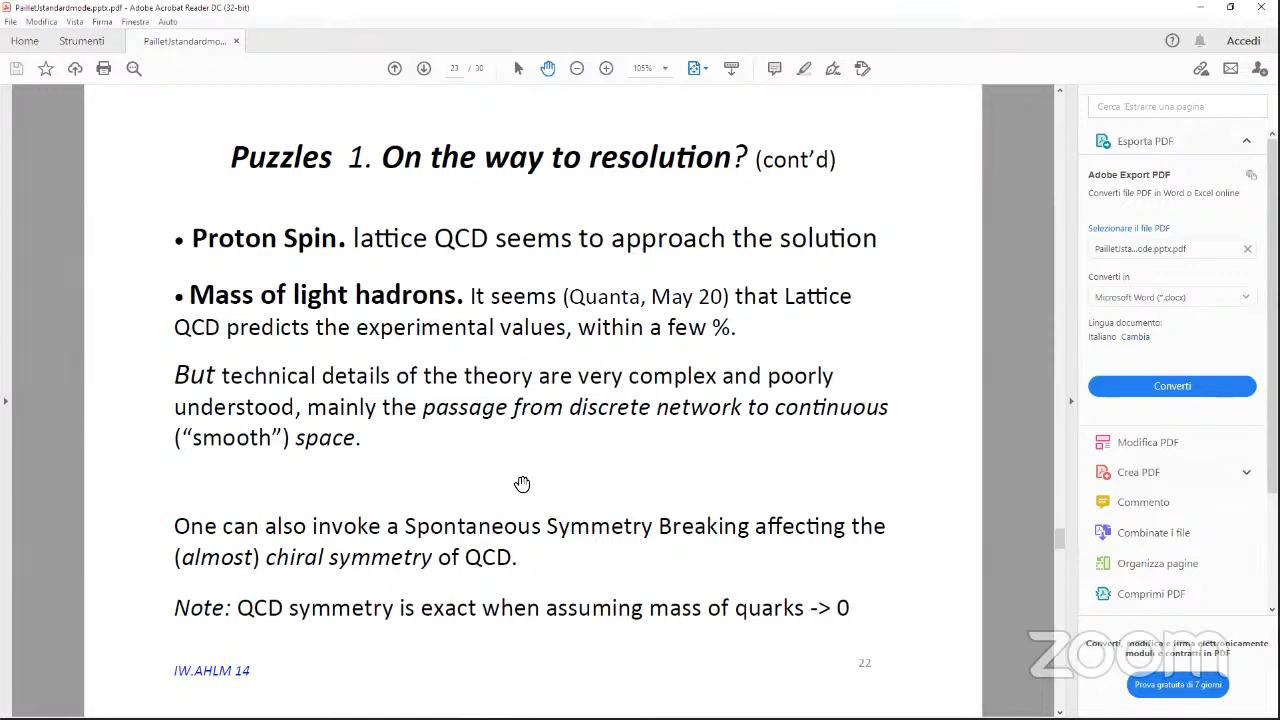 PailletJstandardmode.pptx.pdf - Adobe Acrobat Reader DC (32-bit)
File Modifica Vista Firma Finestra Aiuto
Home Strumenti PailletJstandardmo... × Accedi
23 / 30 105%
Puzzles 1. On the way to resolution? (cont'd)
• Proton Spin. lattice QCD seems to approach the solution
• Mass of light hadrons. It seems (Quanta, May 20) that Lattice
QCD predicts the experimental values, within a few %.
But technical details of the theory are very complex and poorly
understood, mainly the passage from discrete network to continuous
(“smooth”) space.
One can also invoke a Spontaneous Symmetry Breaking affecting the
(almost) chiral symmetry of QCD.
Note: QCD symmetry is exact when assuming mass of quarks -> 0
IW.AHLM 14
22
Cerca 'Estrarre una pagina
Esporta PDF
Adobe Export PDF
Converti file PDF in Word o Excel online
Selezionare il file PDF
PailletJsta...ode.pptx.pdf
Converti in
Microsoft Word (*.docx)
Lingua documento:
Italiano Cambia
Converti
Modifica PDF
Crea PDF
Commento
Combinate i file
Organizza pagine
Comprimi PDF
Converti, modifica e firma elettronicamente
moduli e contratti in PDF
Prova gratuita di 7 giorni
zoom